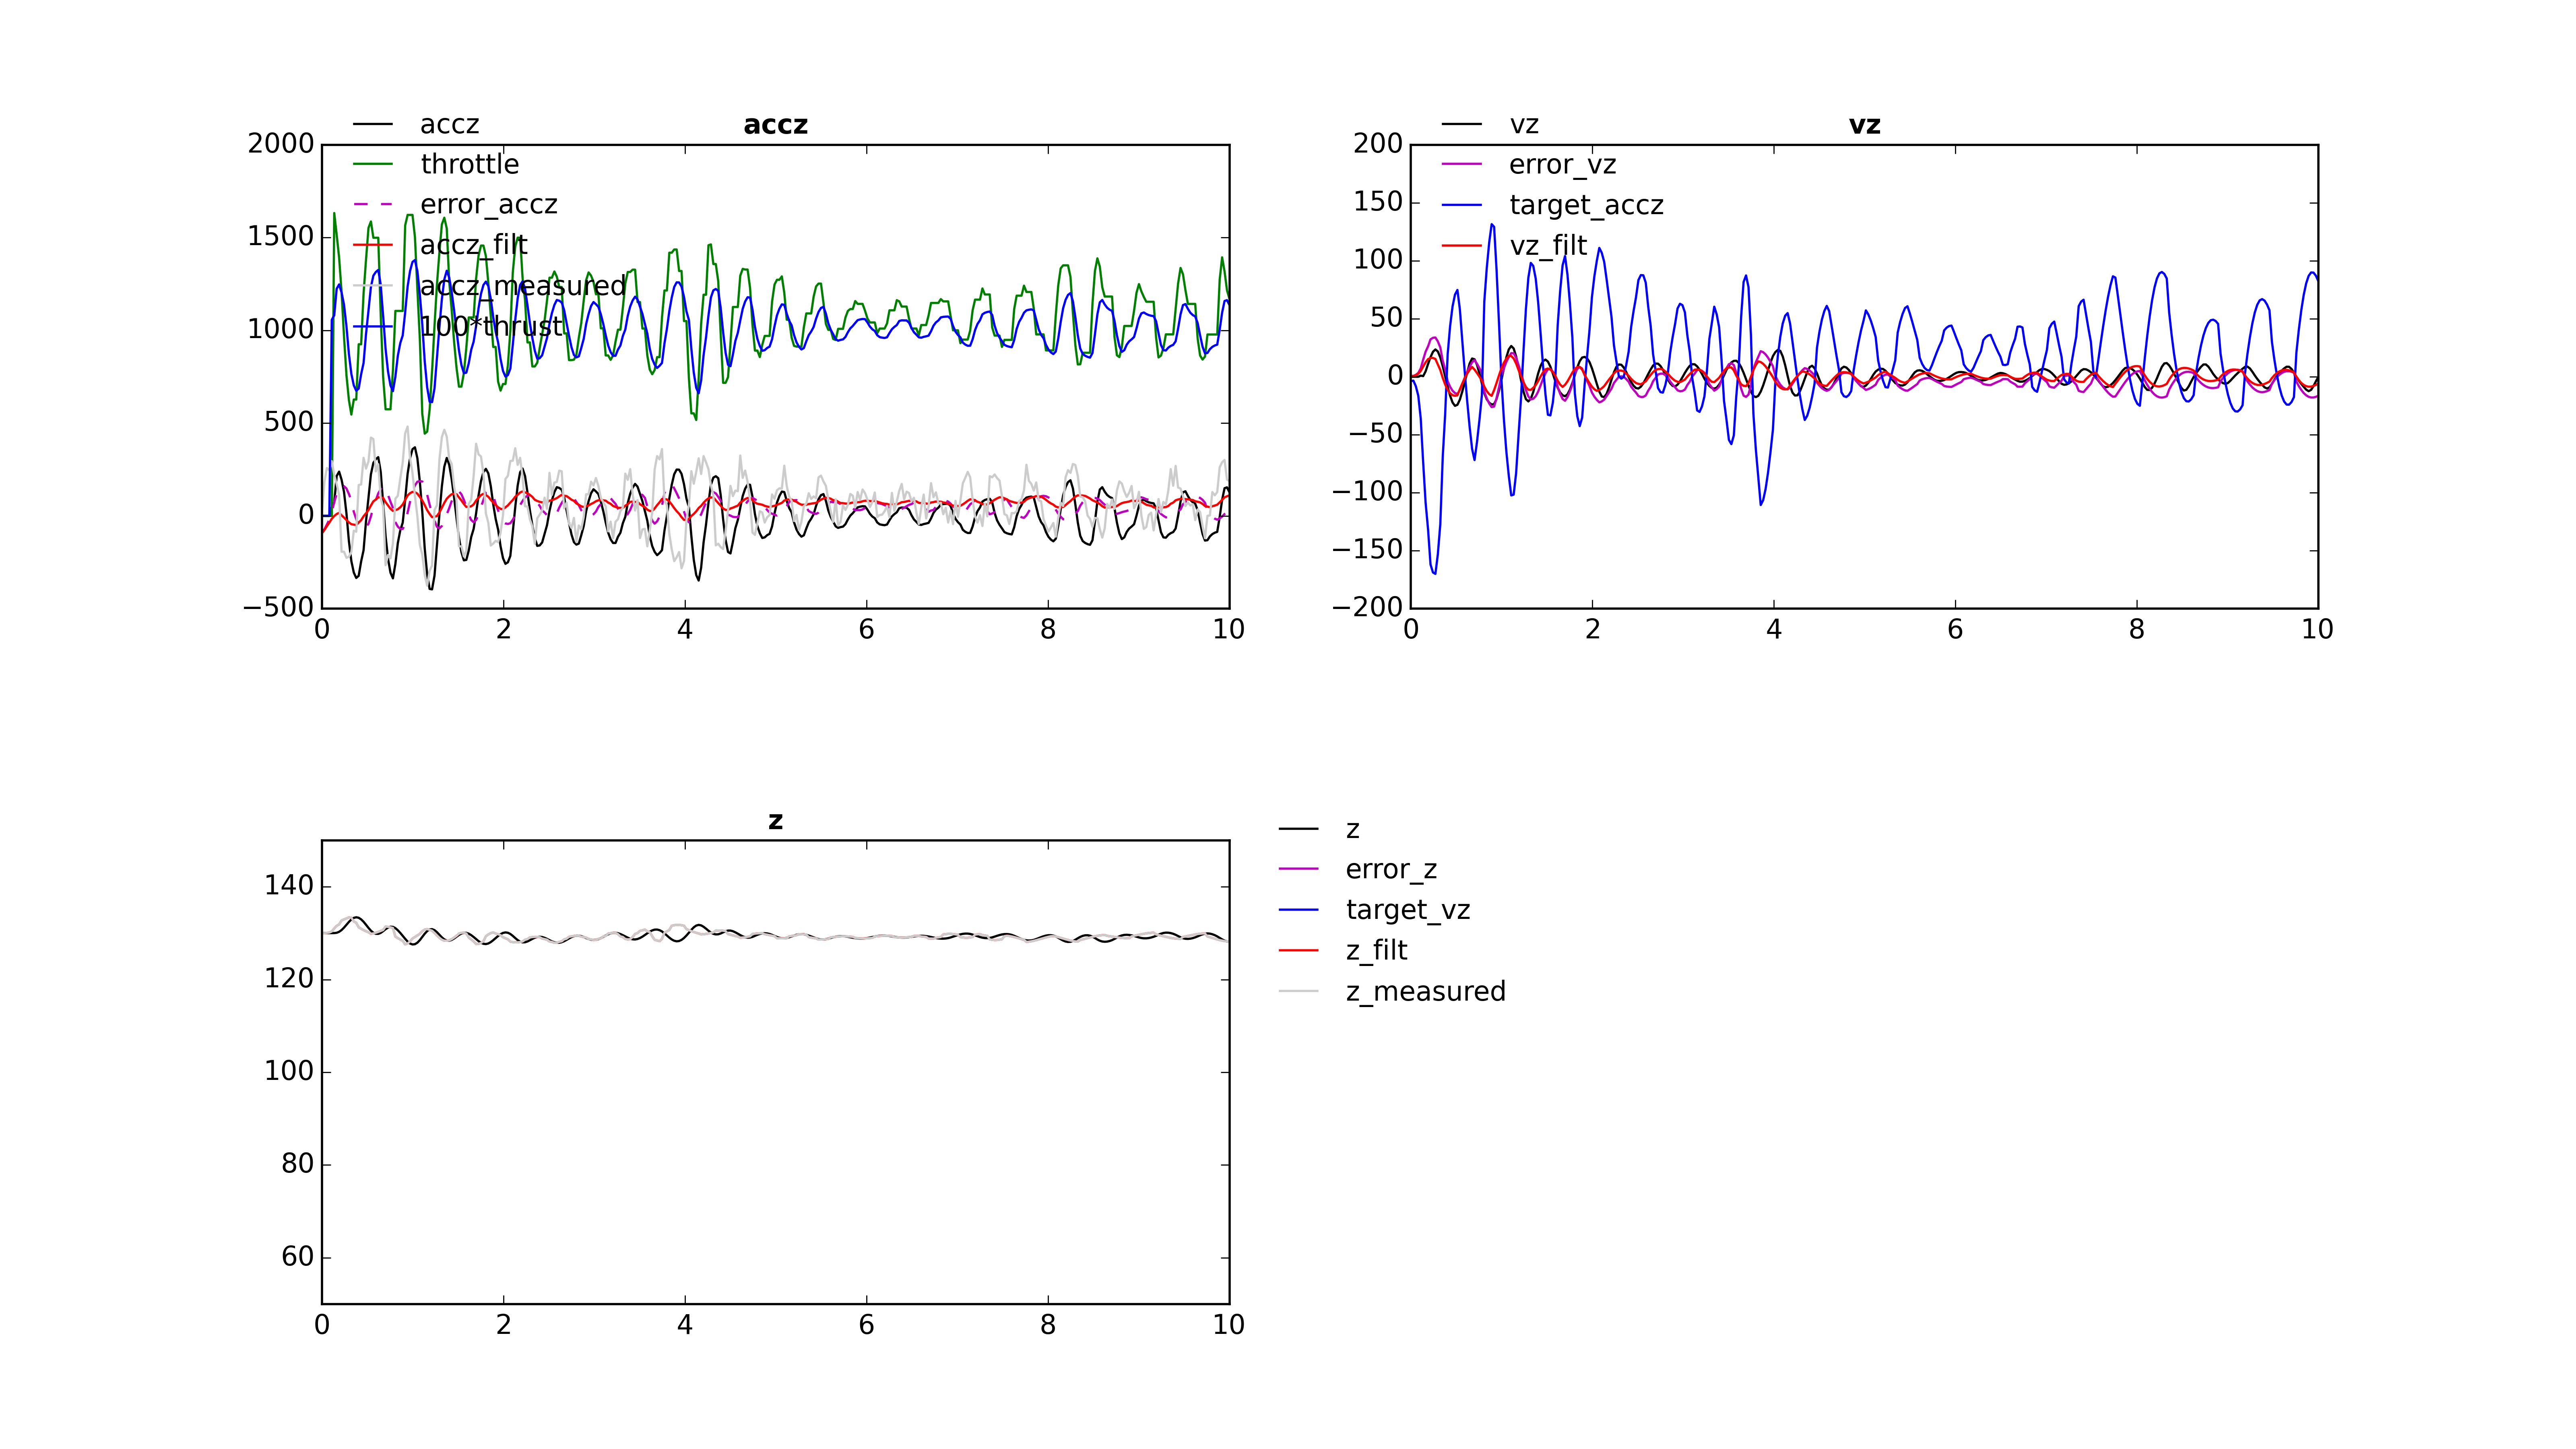 accz
vz
accz
throttle
error_accz
accz_filt
accz_measured
100*thrust
2000
1500
1000
500
0
−500
0 2 4 6 8 10
vz
error_vz
target_accz
vz_filt
200
150
100
50
0
−50
−100
−150
−200
0 2 4 6 8 10
z
140
120
100
80
60
0 2 4 6 8 10
z
error_z
target_vz
z_filt
z_measured